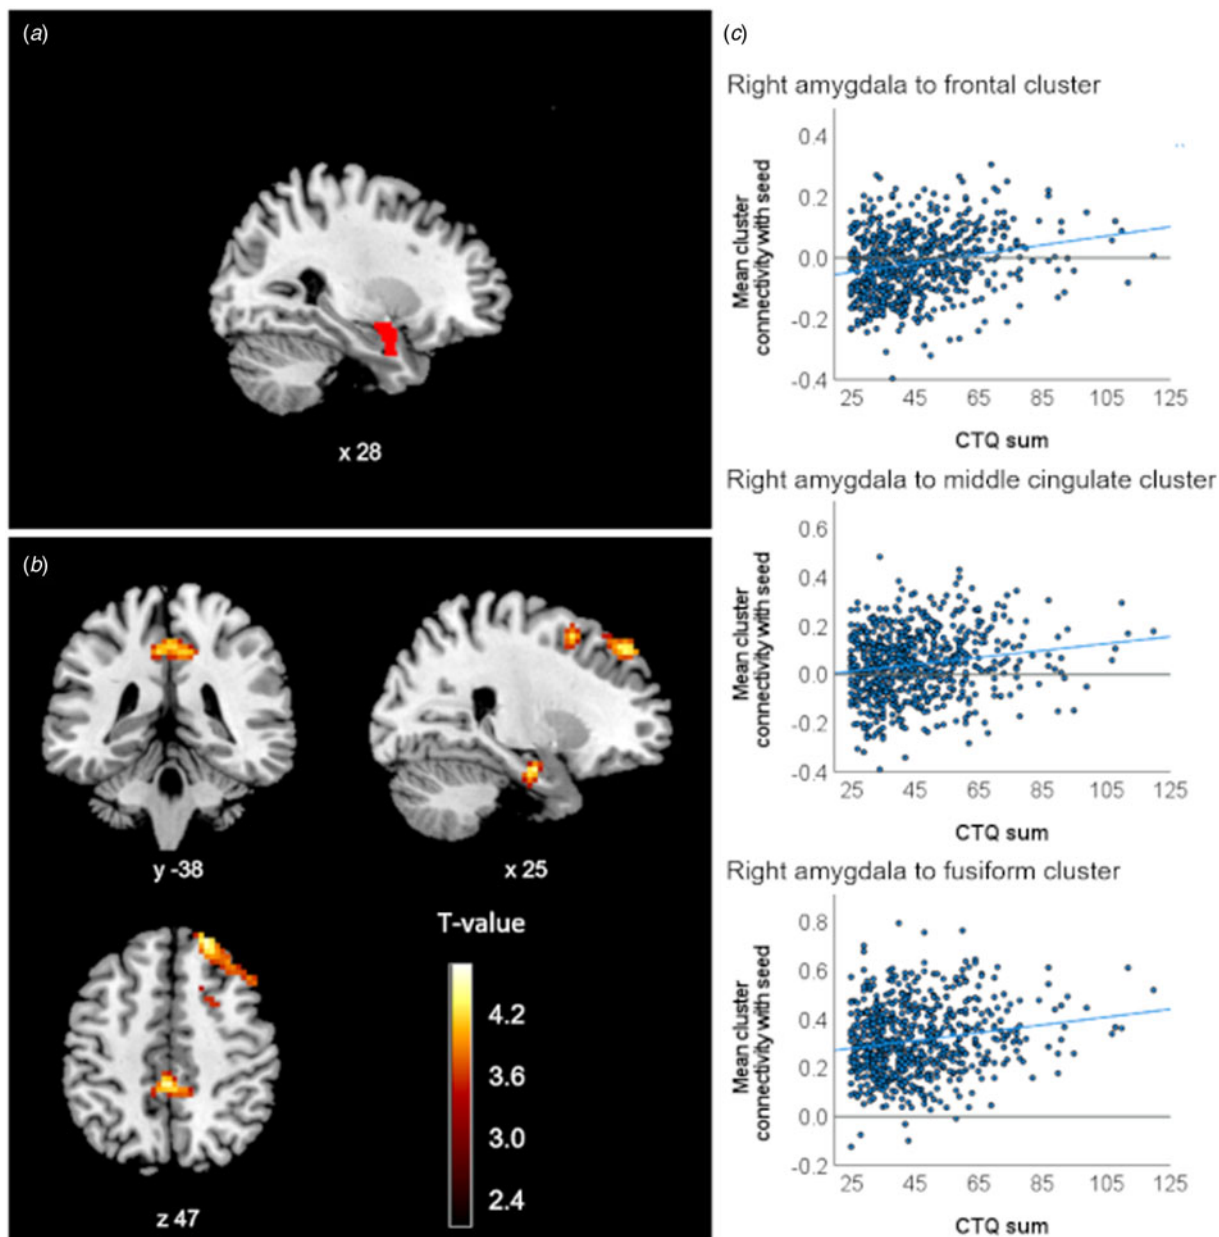 (a)
x 28
(b)
y -38
x 25
z 47
T-value
4.2
3.6
3.0
2.4
(c)
Right amygdala to frontal cluster
Mean cluster
connectivity with seed
0.4
0.2
0.0
-0.2
-0.4
25 45 65 85 105 125
CTQ sum
Right amygdala to middle cingulate cluster
Mean cluster
connectivity with seed
0.6
0.4
0.2
0.0
-0.2
-0.4
25 45 65 85 105 125
CTQ sum
Right amygdala to fusiform cluster
Mean cluster
connectivity with seed
0.8
0.6
0.4
0.2
0.0
-0.2
25 45 65 85 105 125
CTQ sum